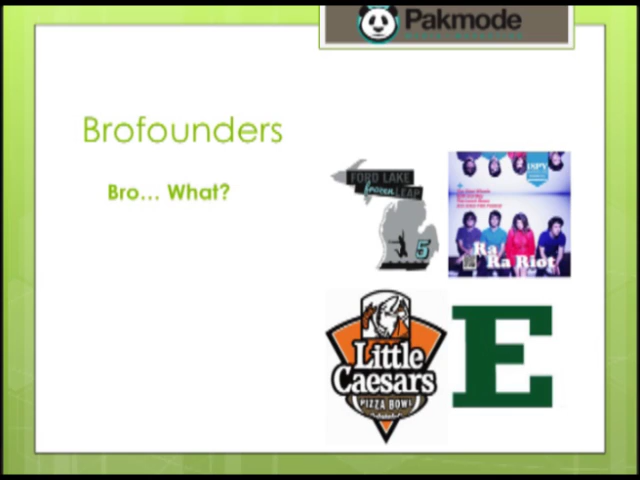 Pakmode
Brofounders
Bro... What?
FORD LAKE
frozen LEAP
5
Ra
Ra Riot
Little
Caesars
PIZZA BOWL
E